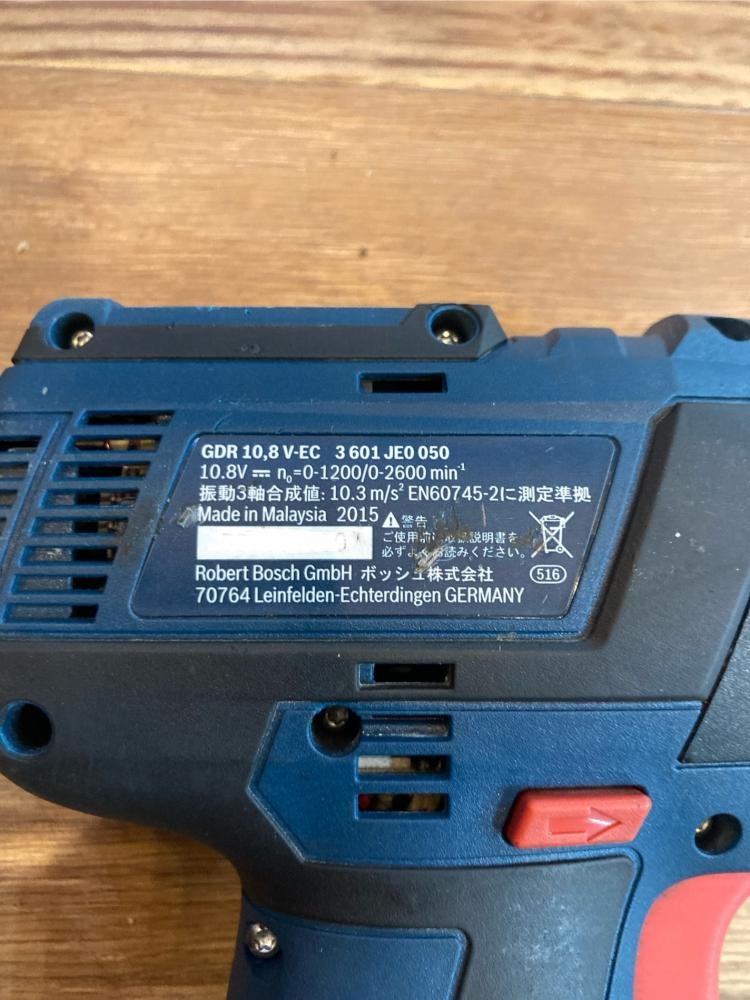 GDR 10,8 V-EC 3 601 JE0 050
10.8V n₀=0-1200/0-2600 min⁻¹
振動3軸合成値: 10.3 m/s² EN60745-2に測定準拠
Made in Malaysia 2015
警告
ご使用前に取扱説明書を
必ずよくお読みください。
Robert Bosch GmbH ボッシュ株式会社
516
70764 Leinfelden-Echterdingen GERMANY